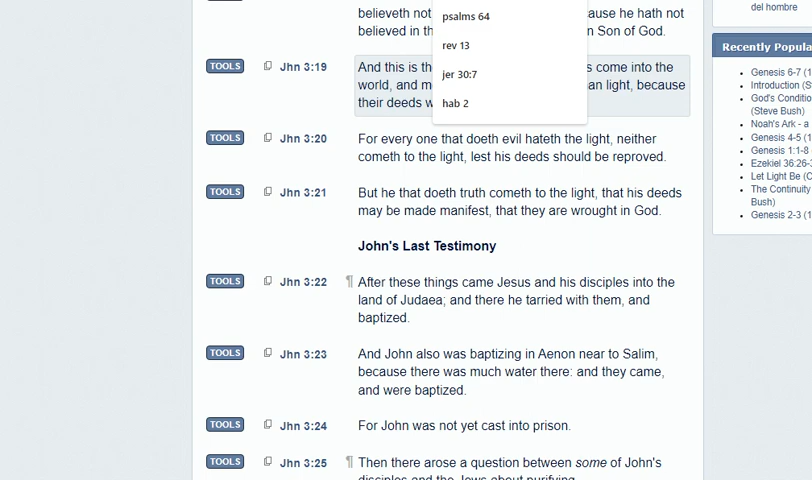 believeth not
ause he hath not
believed in th
n Son of God.
psalms 64
rev 13
jer 30:7
hab 2
TOOLS Jhn 3:19 And this is th
s come into the
world, and m
an light, because
their deeds w
TOOLS Jhn 3:20 For every one that doeth evil hateth the light, neither
cometh to the light, lest his deeds should be reproved.
TOOLS Jhn 3:21 But he that doeth truth cometh to the light, that his deeds
may be made manifest, that they are wrought in God.
John's Last Testimony
TOOLS Jhn 3:22 ¶ After these things came Jesus and his disciples into the
land of Judaea; and there he tarried with them, and
baptized.
TOOLS Jhn 3:23 And John also was baptizing in Aenon near to Salim,
because there was much water there: and they came,
and were baptized.
TOOLS Jhn 3:24 For John was not yet cast into prison.
TOOLS Jhn 3:25 ¶ Then there arose a question between some of John's
disciples and the Jews about purifying.
del hombre
Recently Popula
Genesis 6-7 (1
Introduction (S
God's Conditio
(Steve Bush)
Noah's Ark - a
Genesis 4-5 (1
Genesis 1:1-8
Ezekiel 36:26-3
Let Light Be (C
The Continuity
Bush)
Genesis 2-3 (1